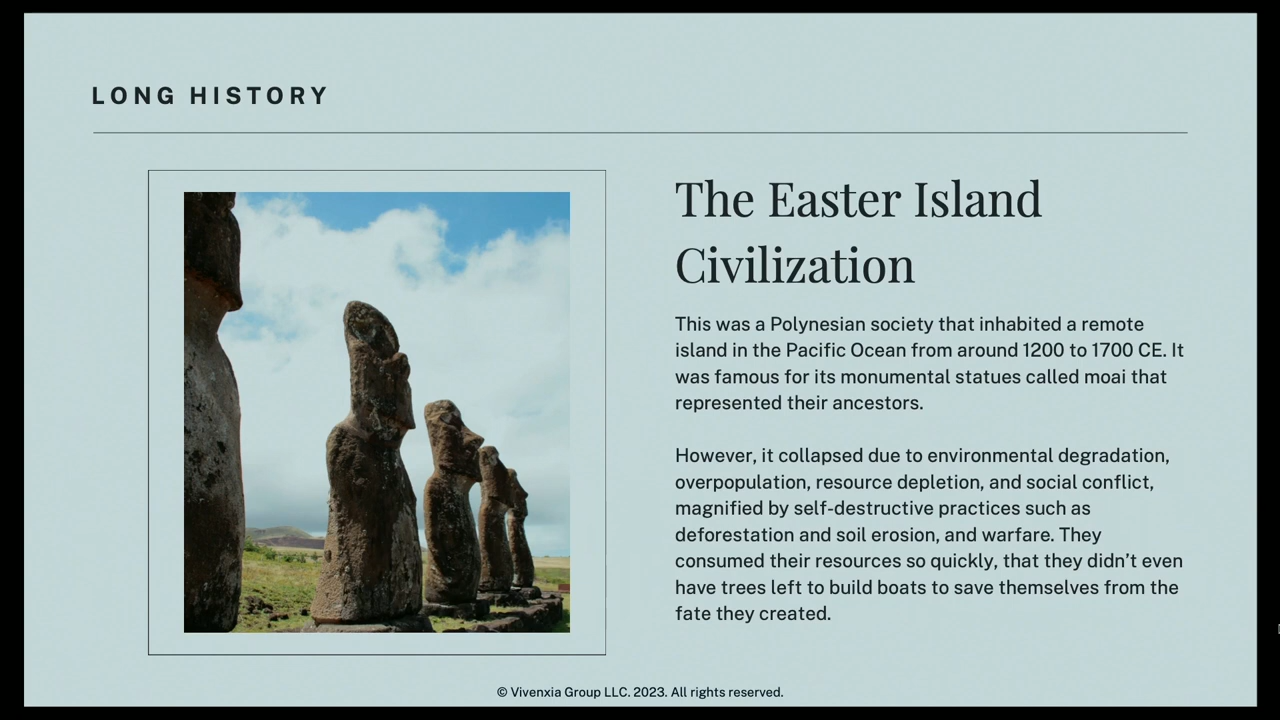 LONG HISTORY
The Easter Island
Civilization
This was a Polynesian society that inhabited a remote
island in the Pacific Ocean from around 1200 to 1700 CE. It
was famous for its monumental statues called moai that
represented their ancestors.
However, it collapsed due to environmental degradation,
overpopulation, resource depletion, and social conflict,
magnified by self-destructive practices such as
deforestation and soil erosion, and warfare. They
consumed their resources so quickly, that they didn’t even
have trees left to build boats to save themselves from the
fate they created.
© Vivenxia Group LLC. 2023. All rights reserved.